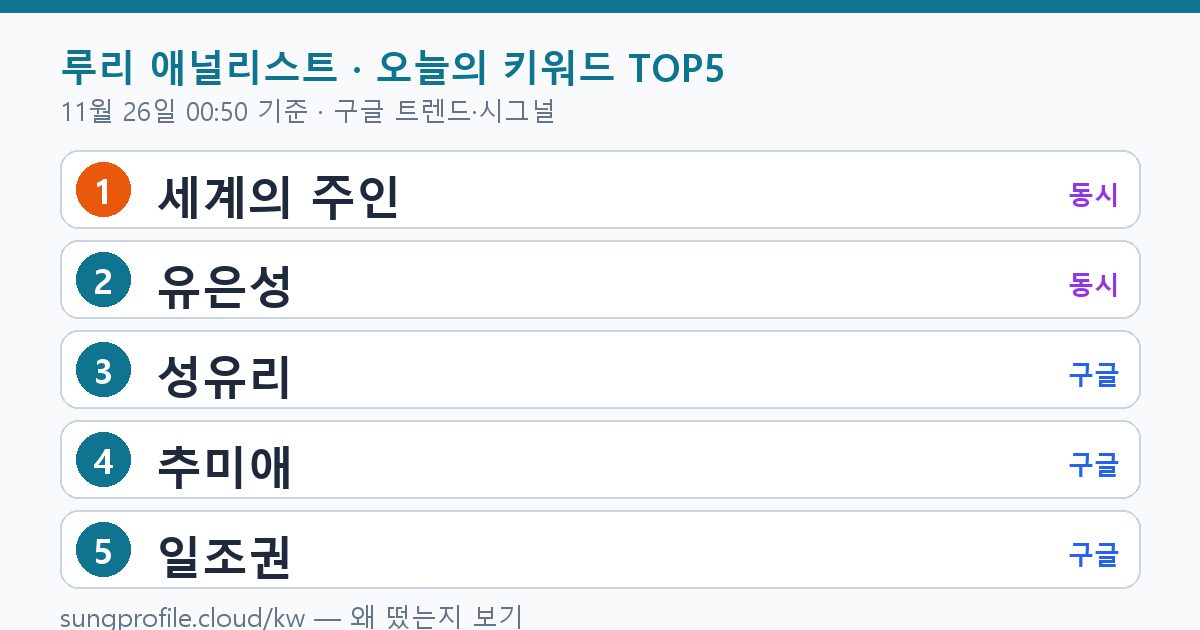 루리 애널리스트 · 오늘의 키워드 TOP5
11월 26일 00:50 기준 · 구글 트렌드·시그널
1 세계의 주인 동시
2 유은성 동시
3 성유리 구글
4 추미애 구글
5 일조권 구글
sungprofile.cloud/kw — 왜 떴는지 보기